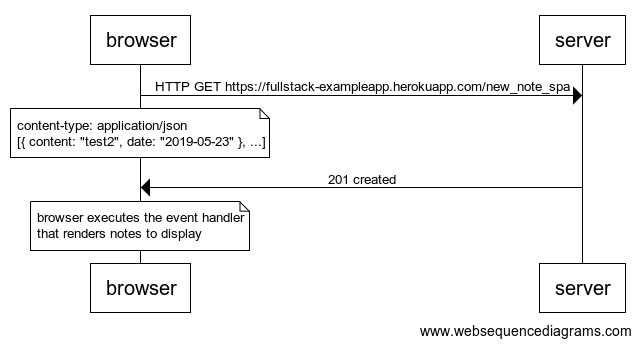 browser
server
HTTP GET https://fullstack-exampleapp.herokuapp.com/new_note_spa
content-type: application/json
[{ content: "test2", date: "2019-05-23" }, ...]
201 created
browser executes the event handler
that renders notes to display
browser
server
www.websequencediagrams.com